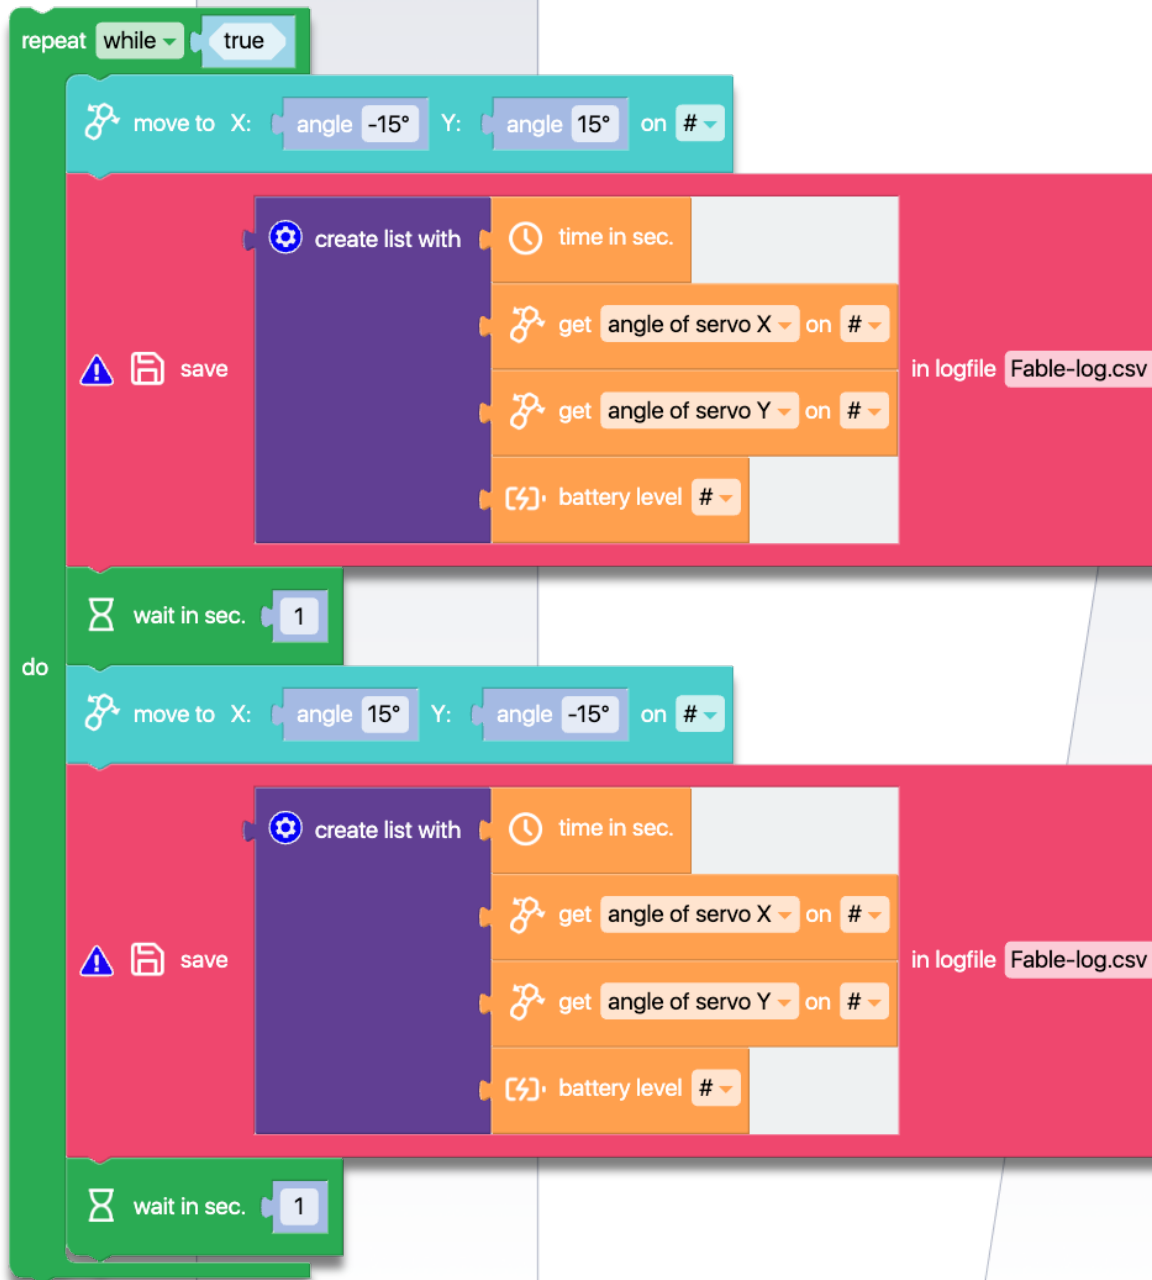 repeat while true
move to X: angle -15° Y: angle 15° on #
create list with time in sec.
get angle of servo X on #
save in logfile Fable-log.csv
get angle of servo Y on #
battery level #
wait in sec. 1
do
move to X: angle 15° Y: angle -15° on #
create list with time in sec.
get angle of servo X on #
save in logfile Fable-log.csv
get angle of servo Y on #
battery level #
wait in sec. 1